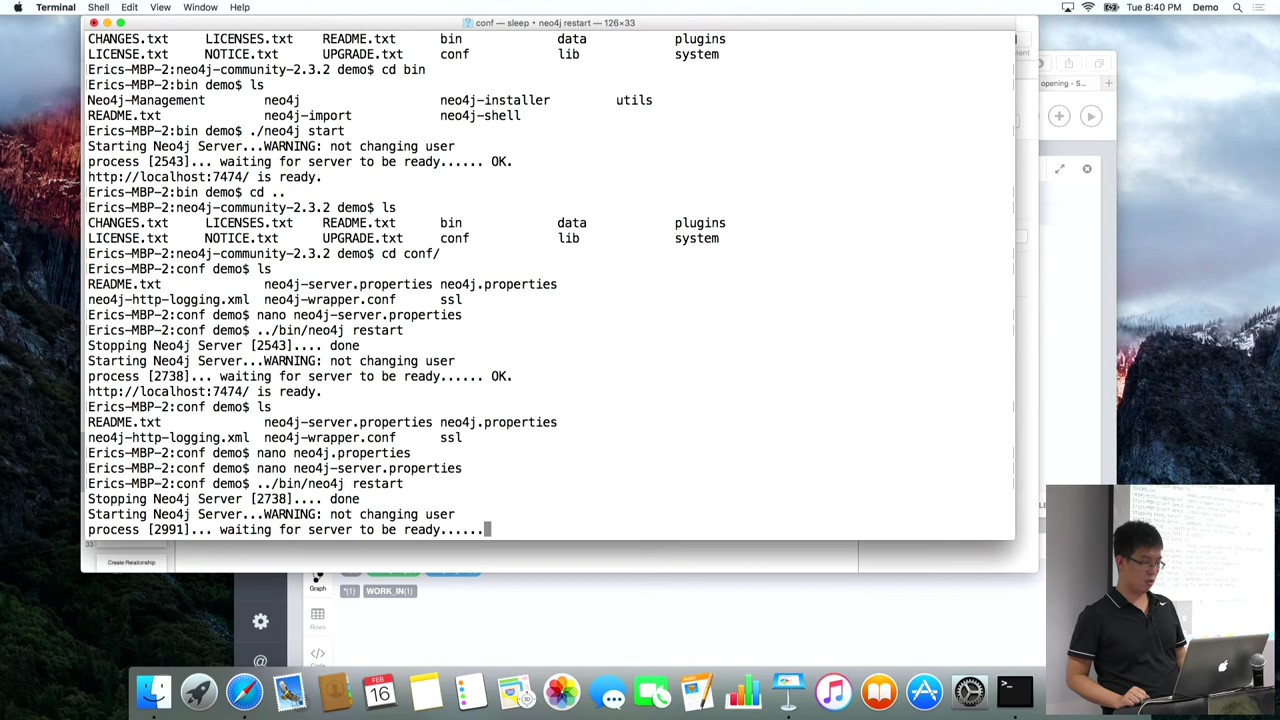 Terminal Shell Edit View Window Help Tue 8:40 PM Demo
conf — sleep • neo4j restart — 126×33
CHANGES.txt LICENSES.txt README.txt bin data plugins
LICENSE.txt NOTICE.txt UPGRADE.txt conf lib system
Erics-MBP-2:neo4j-community-2.3.2 demo$ cd bin
Erics-MBP-2:bin demo$ ls
Neo4j-Management neo4j neo4j-installer utils
README.txt neo4j-import neo4j-shell
Erics-MBP-2:bin demo$ ./neo4j start
Starting Neo4j Server...WARNING: not changing user
process [2543]... waiting for server to be ready...... OK.
http://localhost:7474/ is ready.
Erics-MBP-2:bin demo$ cd ..
Erics-MBP-2:neo4j-community-2.3.2 demo$ ls
CHANGES.txt LICENSES.txt README.txt bin data plugins
LICENSE.txt NOTICE.txt UPGRADE.txt conf lib system
Erics-MBP-2:neo4j-community-2.3.2 demo$ cd conf/
Erics-MBP-2:conf demo$ ls
README.txt neo4j-server.properties neo4j.properties
neo4j-http-logging.xml neo4j-wrapper.conf ssl
Erics-MBP-2:conf demo$ nano neo4j-server.properties
Erics-MBP-2:conf demo$ ../bin/neo4j restart
Stopping Neo4j Server [2543].... done
Starting Neo4j Server...WARNING: not changing user
process [2738]... waiting for server to be ready...... OK.
http://localhost:7474/ is ready.
Erics-MBP-2:conf demo$ ls
README.txt neo4j-server.properties neo4j.properties
neo4j-http-logging.xml neo4j-wrapper.conf ssl
Erics-MBP-2:conf demo$ nano neo4j.properties
Erics-MBP-2:conf demo$ nano neo4j-server.properties
Erics-MBP-2:conf demo$ ../bin/neo4j restart
Stopping Neo4j Server [2738].... done
Starting Neo4j Server...WARNING: not changing user
process [2991]... waiting for server to be ready......
opening - S...
33
Create Relationship
Graph
*(1) WORK_IN(1)
Rows
Code
FEB
16